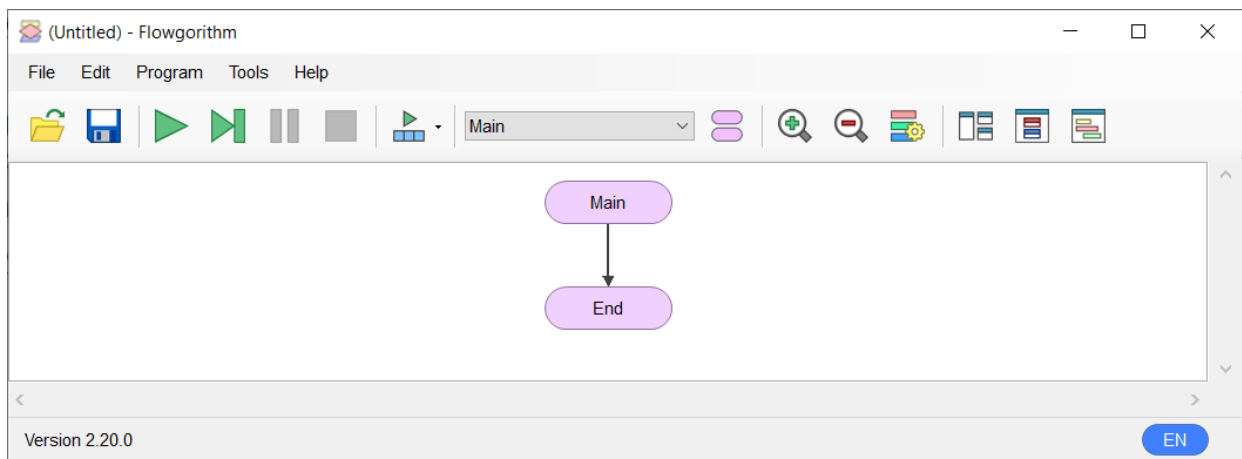 (Untitled) - Flowgorithm
File Edit Program Tools Help
Main
Main
End
Version 2.20.0
EN